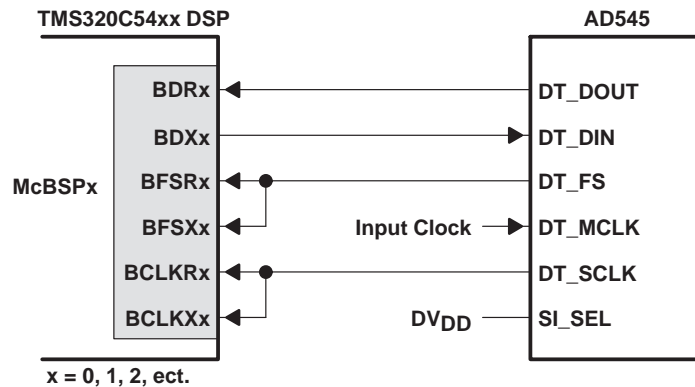 TMS320C54xx DSP
AD545
BDRx
DT_DOUT
BDXx
DT_DIN
McBSPx
BFSRx
DT_FS
BFSXx
Input Clock
DT_MCLK
BCLKRx
DT_SCLK
BCLKXx
DVDD
SI_SEL
x = 0, 1, 2, ect.